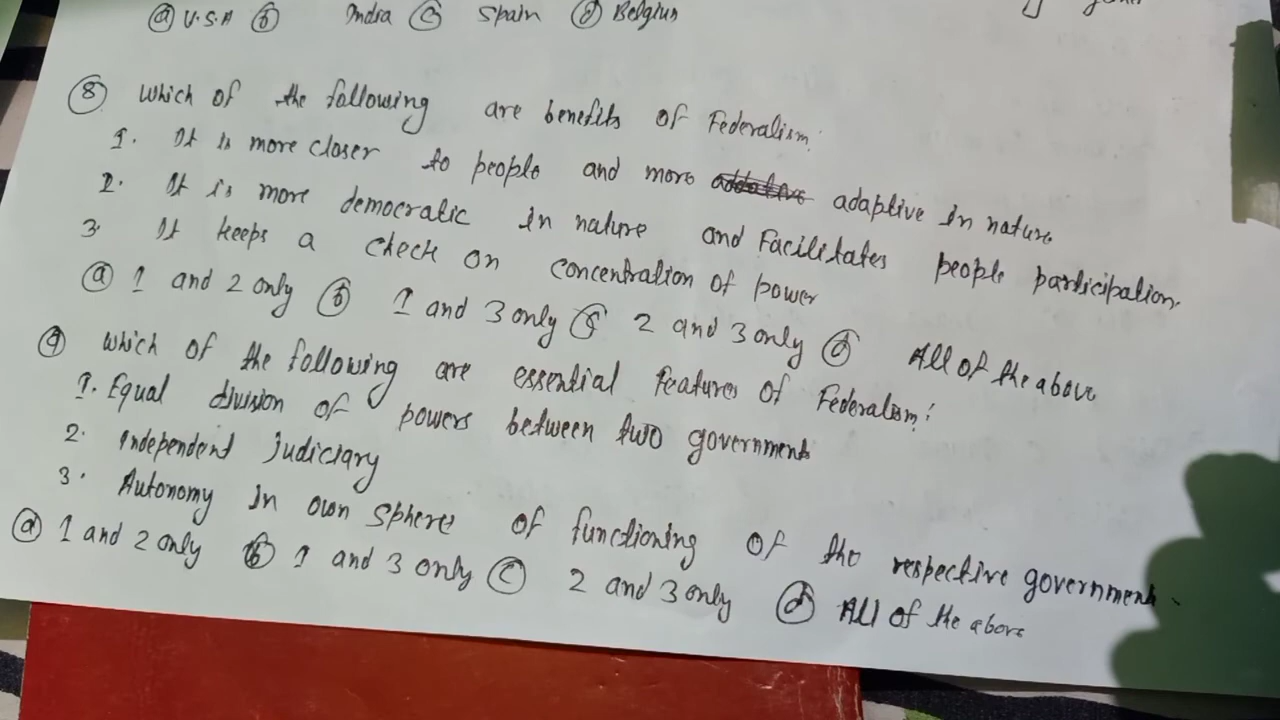 ⓐ U.S.A ⓑ India ⓒ Spain ⓓ Belgium
⑧ Which of the following are benefits of Federalism:
1. It is more closer to people and more adaptive in nature
2. It is more democratic in nature and Facilitates people participation.
3. It keeps a check on concentration of power
ⓐ 1 and 2 only ⓑ 1 and 3 only ⓒ 2 and 3 only ⓓ All of the above
⑨ Which of the following are essential features of Federalism:
1. Equal division of powers between two government
2. Independent judiciary
3. Autonomy in own spheres of functioning of the respective government.
ⓐ 1 and 2 only ⓑ 1 and 3 only ⓒ 2 and 3 only ⓓ All of the above